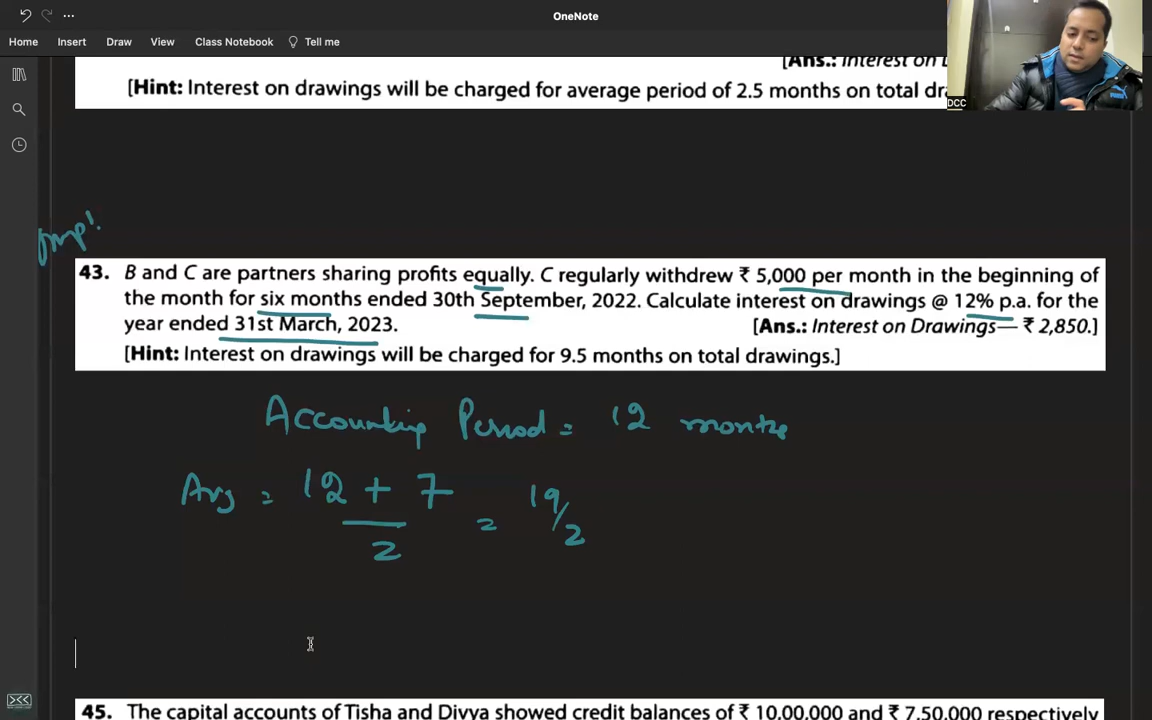 OneNote
Home Insert Draw View Class Notebook Tell me
[Ans.: Interest on
[Hint: Interest on drawings will be charged for average period of 2.5 months on total
DCC
Imp!
43. B and C are partners sharing profits equally. C regularly withdrew ₹ 5,000 per month in the beginning of
the month for six months ended 30th September, 2022. Calculate interest on drawings @ 12% p.a. for the
year ended 31st March, 2023. [Ans.: Interest on Drawings— ₹ 2,850.]
[Hint: Interest on drawings will be charged for 9.5 months on total drawings.]
Accounting Period = 12 months
Avg = 12 + 7 / 2 = 19/2
45. The capital accounts of Tisha and Divya showed credit balances of ₹ 10,00,000 and ₹ 7,50,000 respectively